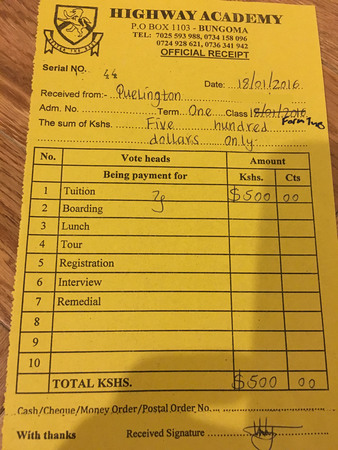 HIGHWAY ACADEMY
P.O BOX 1103 - BUNGOMA
TEL: 7025 593 988, 0734 158 096
0724 928 621, 0736 341 942
OFFICIAL RECEIPT
Serial NO. 44
Date: 18/01/2016
Received from:- Puelington
Adm. No. Term One Class 18/01/2016 Form Two
The sum of Kshs. Five hundred
dollars only
No. Vote heads Amount
Being payment for Kshs. Cts
1 Tuition $500 00
2 Boarding
3 Lunch
4 Tour
5 Registration
6 Interview
7 Remedial
8
9
10
TOTAL KSHS. $500 00
Cash/Cheque/Money Order/Postal Order No.
With thanks Received Signature